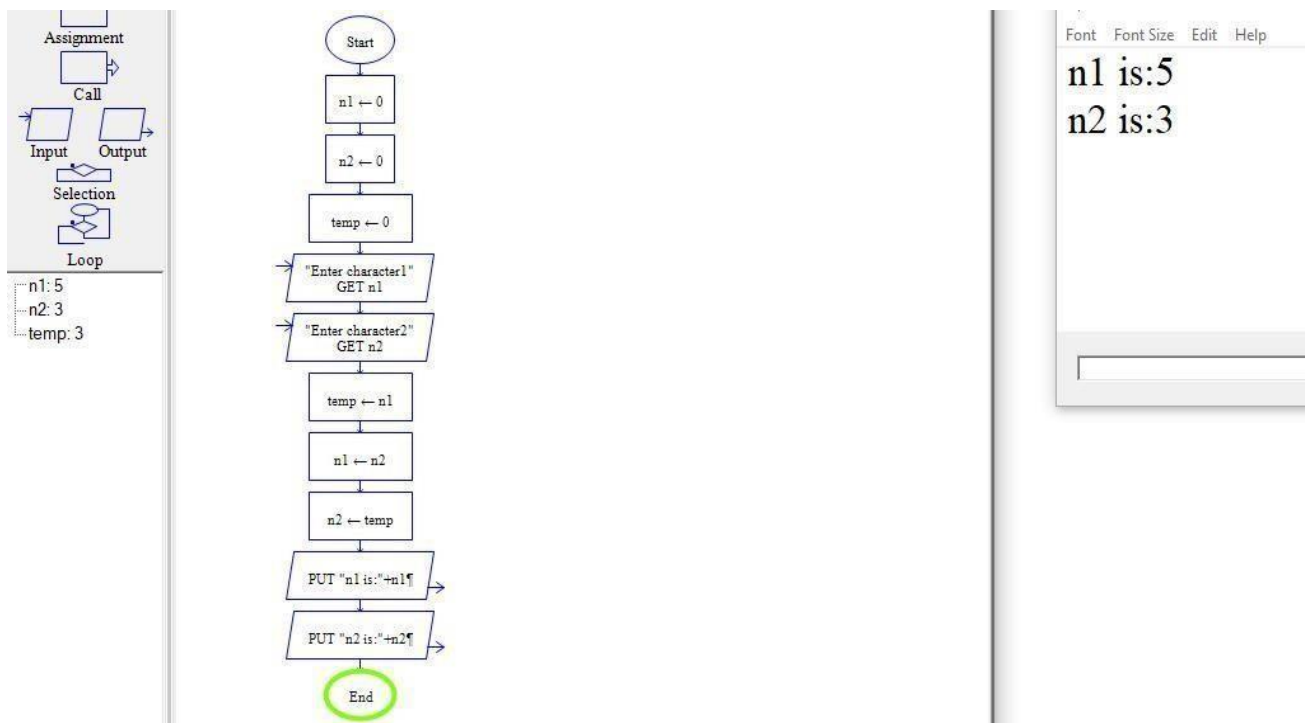 Assignment
Call
Input Output
Selection
Loop
n1: 5
n2: 3
temp: 3
Start
n1 ← 0
n2 ← 0
temp ← 0
"Enter character1"
GET n1
"Enter character2"
GET n2
temp ← n1
n1 ← n2
n2 ← temp
PUT "n1 is:"+n1¶
PUT "n2 is:"+n2¶
End
Font Font Size Edit Help
n1 is:5
n2 is:3